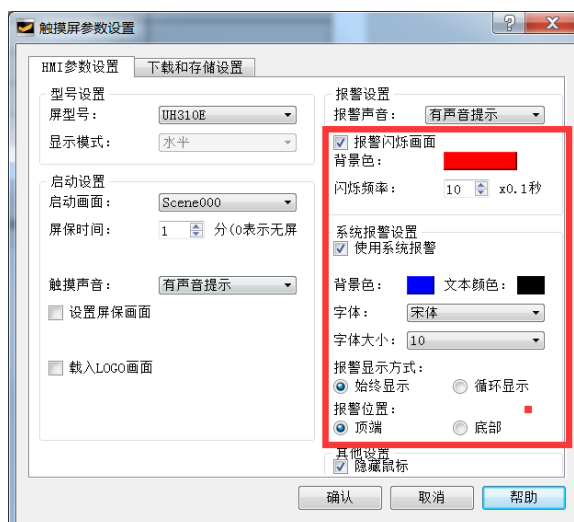 触摸屏参数设置
HMI参数设置 下载和存储设置
型号设置
屏型号： UH310E
显示模式： 水平
启动设置
启动画面： Scene000
屏保时间： 1 分(0表示无屏
触摸声音： 有声音提示
设置屏保画面
载入LOGO画面
报警设置
报警声音： 有声音提示
报警闪烁画面
背景色：
闪烁频率： 10 x0.1秒
系统报警设置
使用系统报警
背景色： 文本颜色：
字体： 宋体
字体大小： 10
报警显示方式：
始终显示 循环显示
报警位置：
顶端 底部
其他设置
隐藏鼠标
确认 取消 帮助